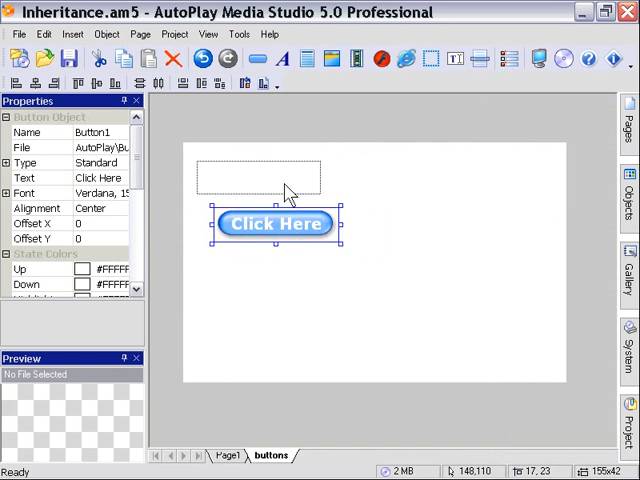 Inheritance.am5 - AutoPlay Media Studio 5.0 Professional
File Edit Insert Object Page View Project Tools Help
Properties
Button Object
Name Button1
File AutoPlay\Bu
Type Standard
Text Click Here
Font Verdana, 15
Alignment Center
Offset X 0
Offset Y 0
State Colors
Up #FFFFF
Down #FFFFF
Click Here
Pages
Objects
Gallery
System
Project
Preview
No File Selected
Page1 buttons
Ready 2 MB 148,110 17, 23 155x42